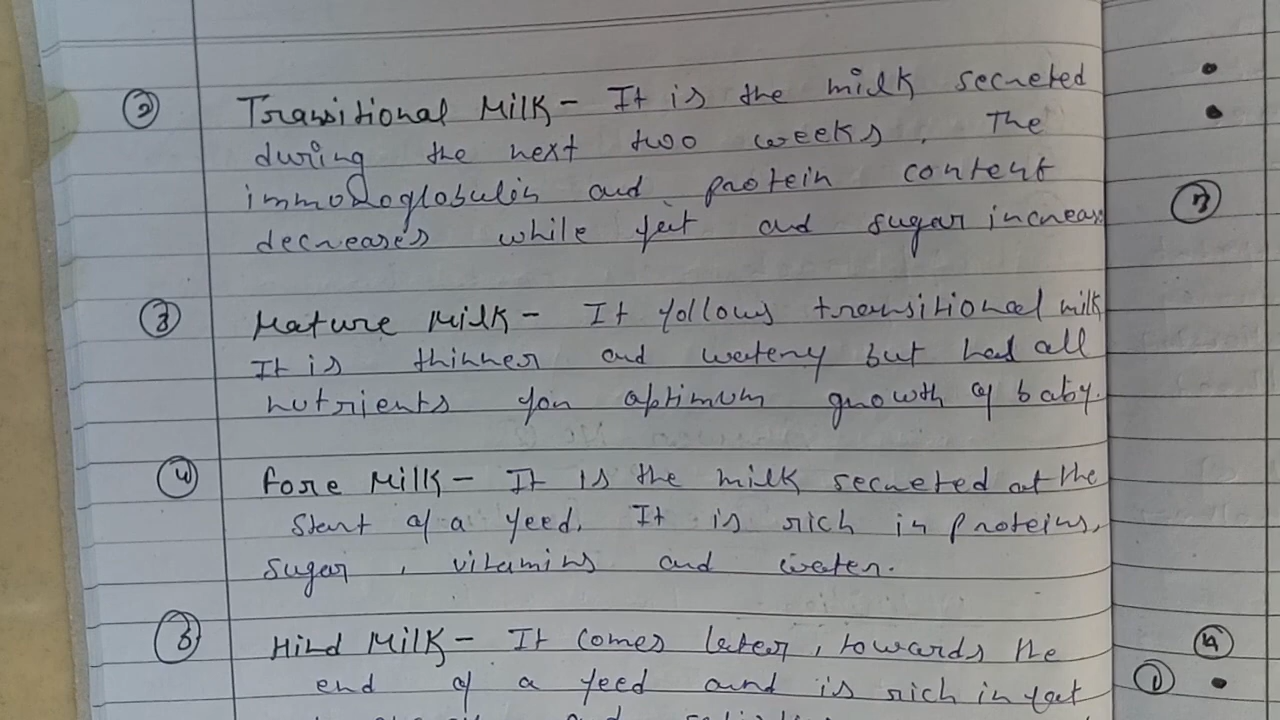 ② Transitional Milk - It is the milk secreted
during the next two weeks. The
immunoglobulin and protein content
decreases while fat and sugar increas
③ Mature Milk - It follows transitional milk
It is thinner and watery but had all
nutrients for optimum growth of baby.
④ Fore Milk - It is the milk secreted at the
start of a feed. It is rich in proteins,
sugar, vitamins and water.
⑤ Hind Milk - It comes later, towards the
end of a feed and is rich in fat
④
①